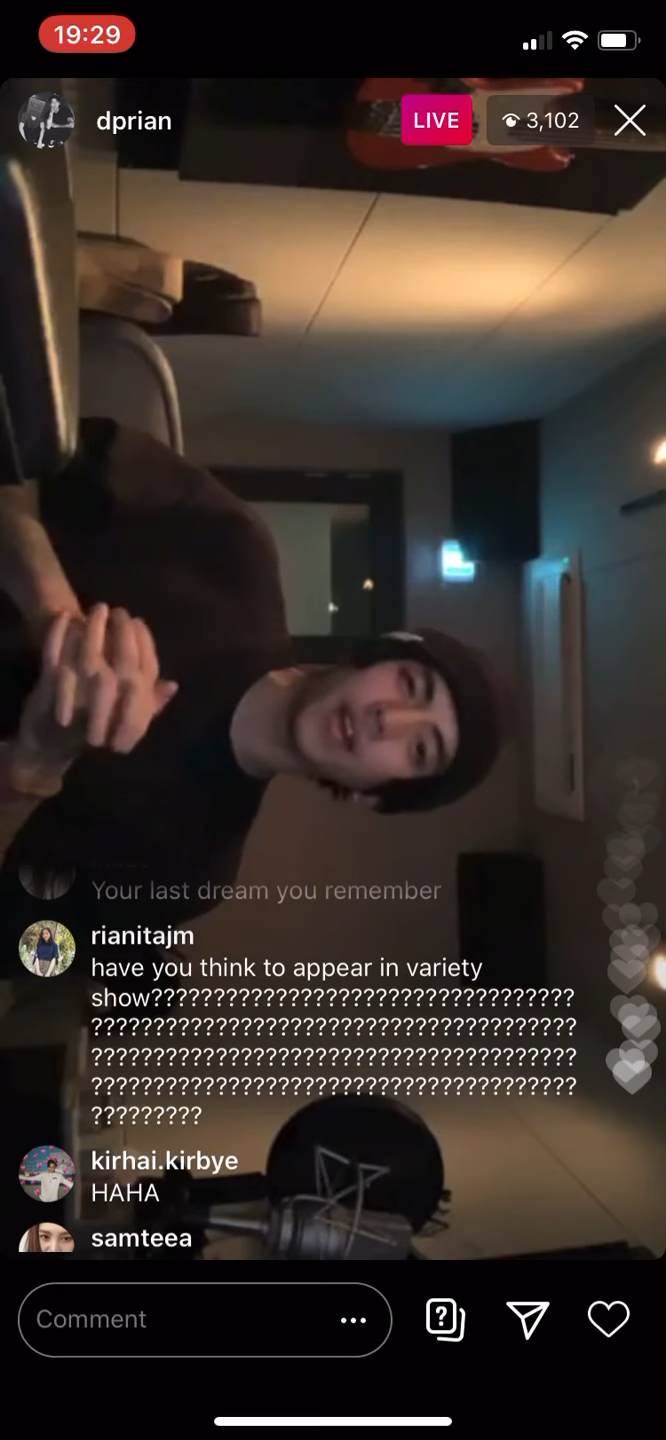 19:29
dprian
LIVE
3,102
Your last dream you remember
rianitajm
have you think to appear in variety
show??????????????????????????????????
???????????????????????????????????????
???????????????????????????????????????
???????????????????????????????????????
?????????
kirhai.kirbye
HAHA
samteea
Comment